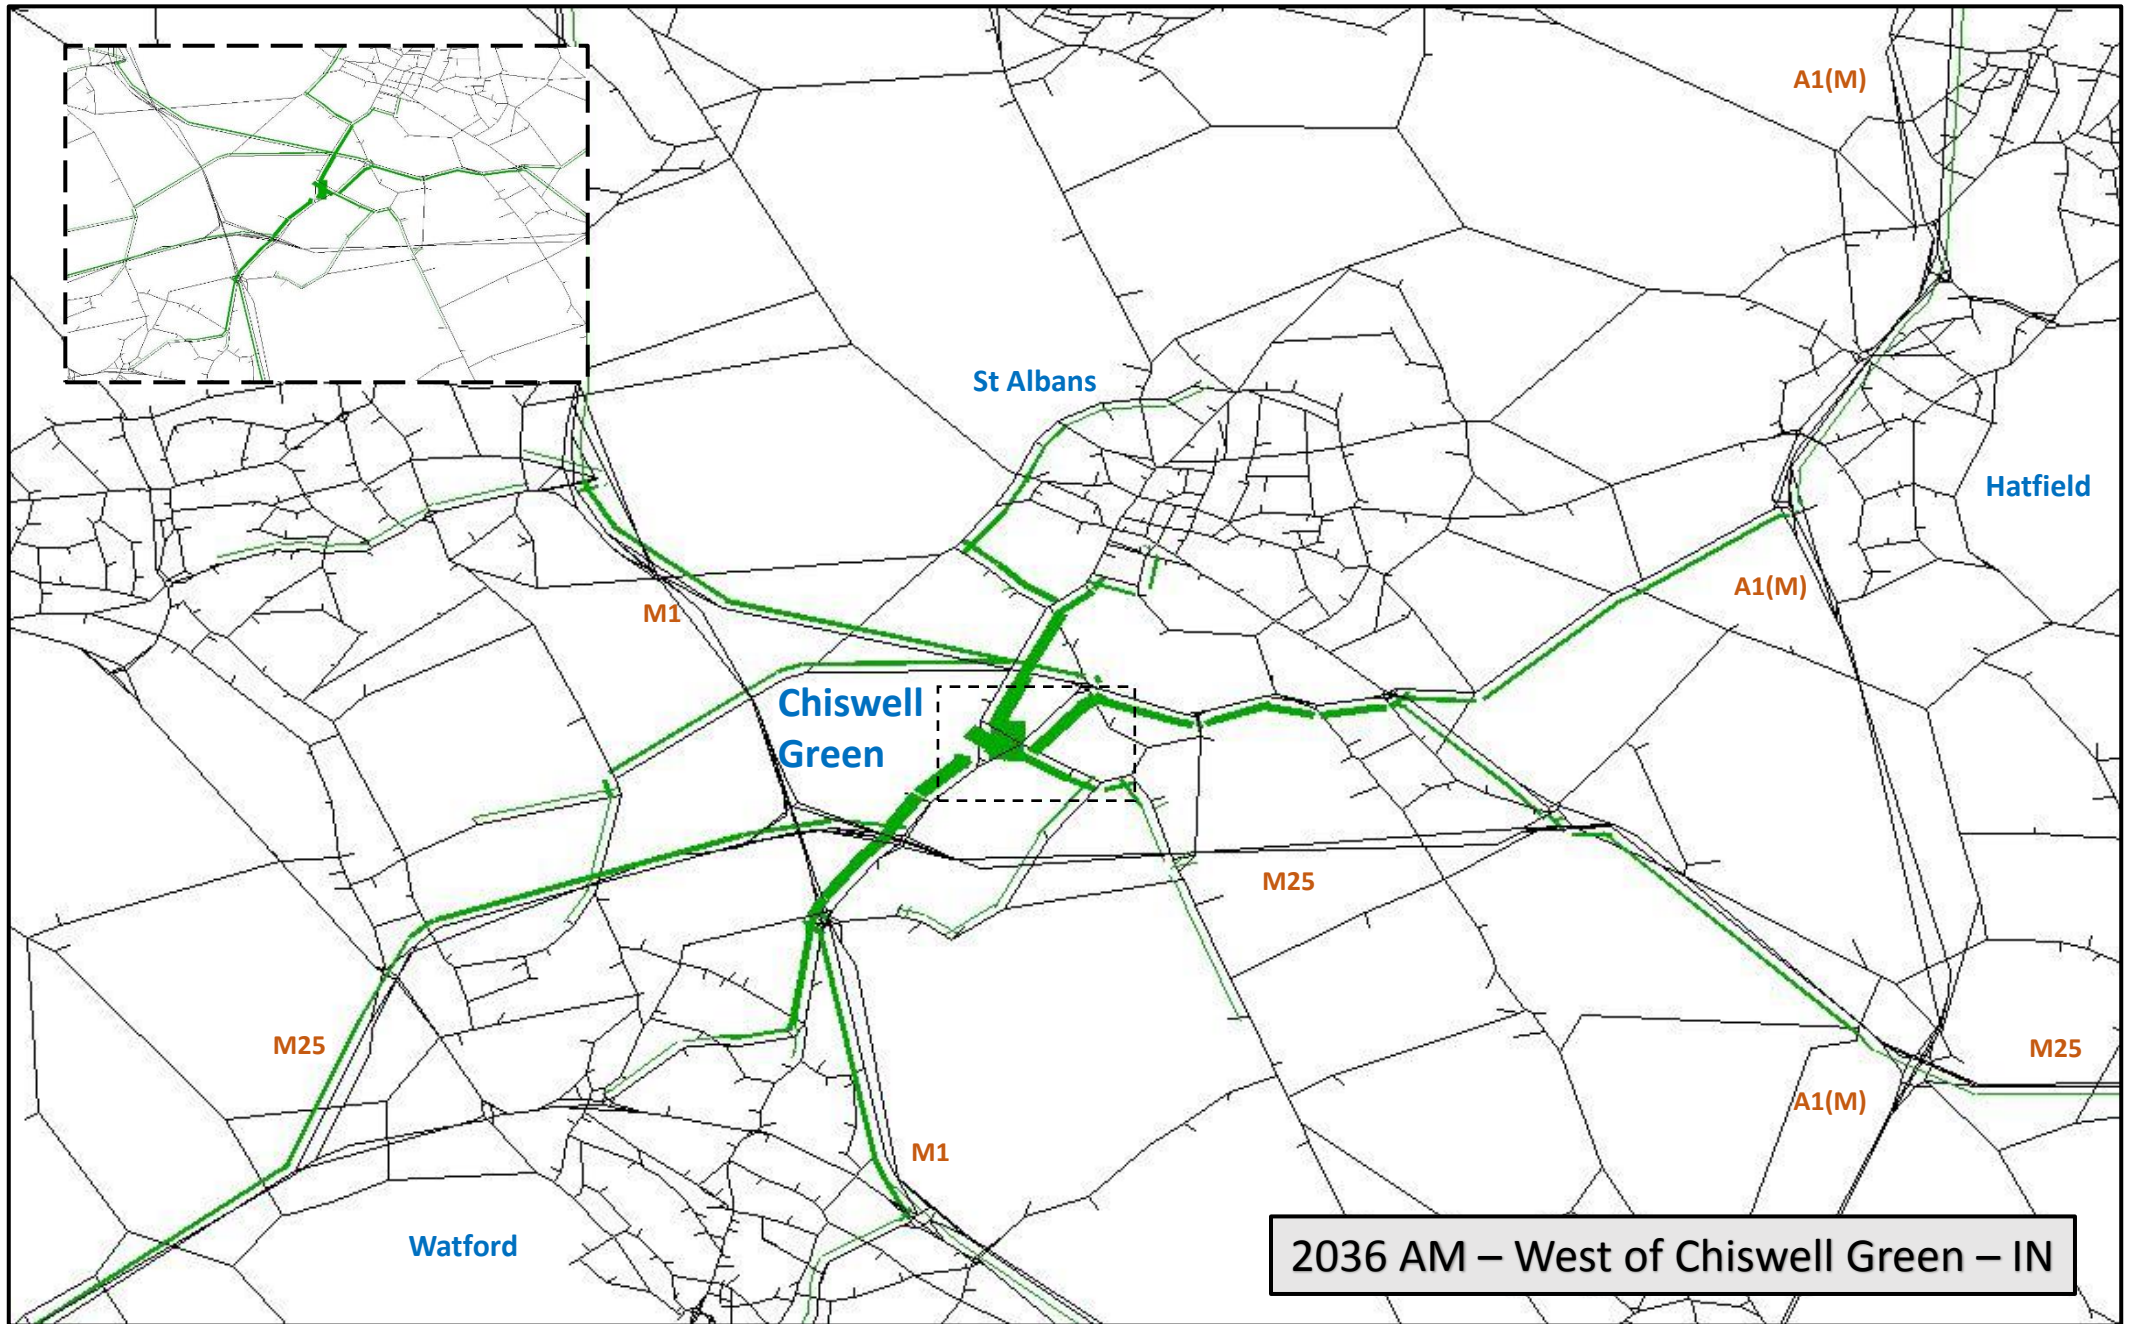 A1(M)
St Albans
Hatfield
A1(M)
M1
Chiswell
Green
M25
M25
M25
A1(M)
M1
Watford
2036 AM – West of Chiswell Green – IN